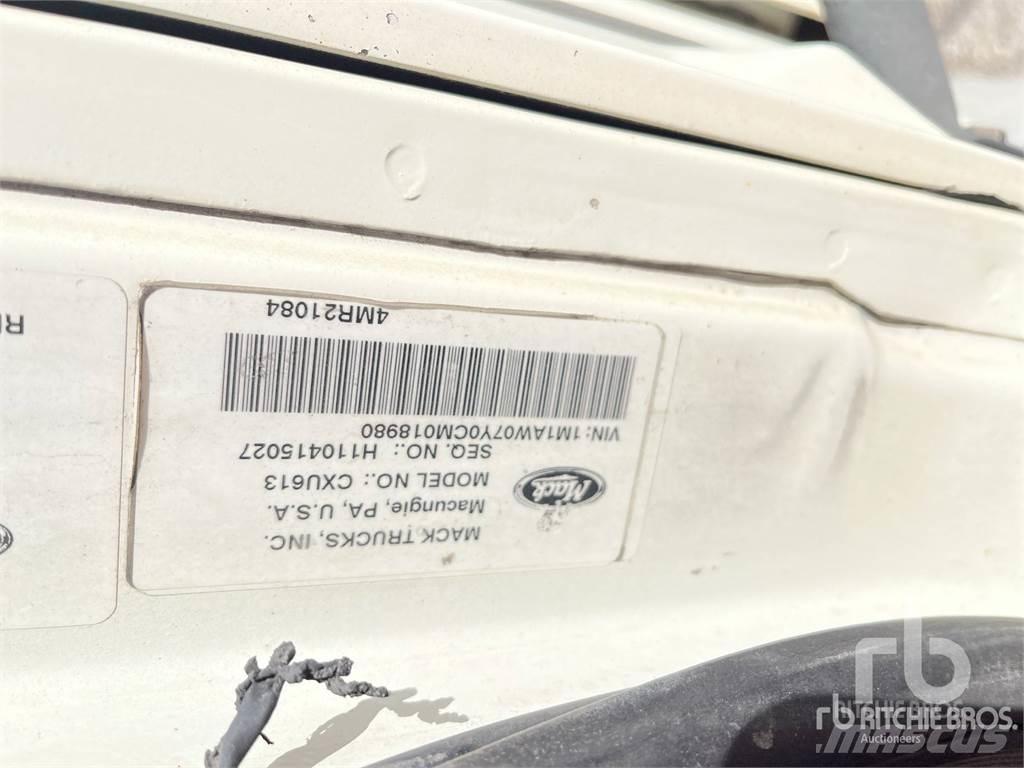 MACK TRUCKS, INC.
Macungie, PA, U.S.A.
MODEL NO.: CXU613
SEQ. NO.: H110415027
VIN:1M1AW07Y0CM018980
4MR21084
Mack
rb
rb RITCHIE BROS.
Auctioneers